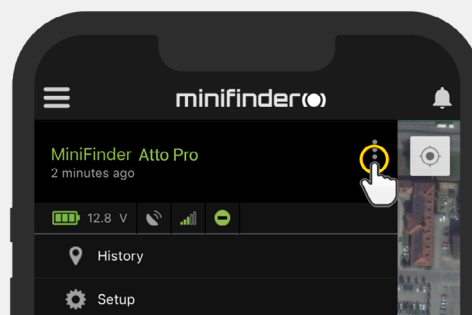 minifinder
MiniFinder Atto Pro
2 minutes ago
12.8 V
History
Setup